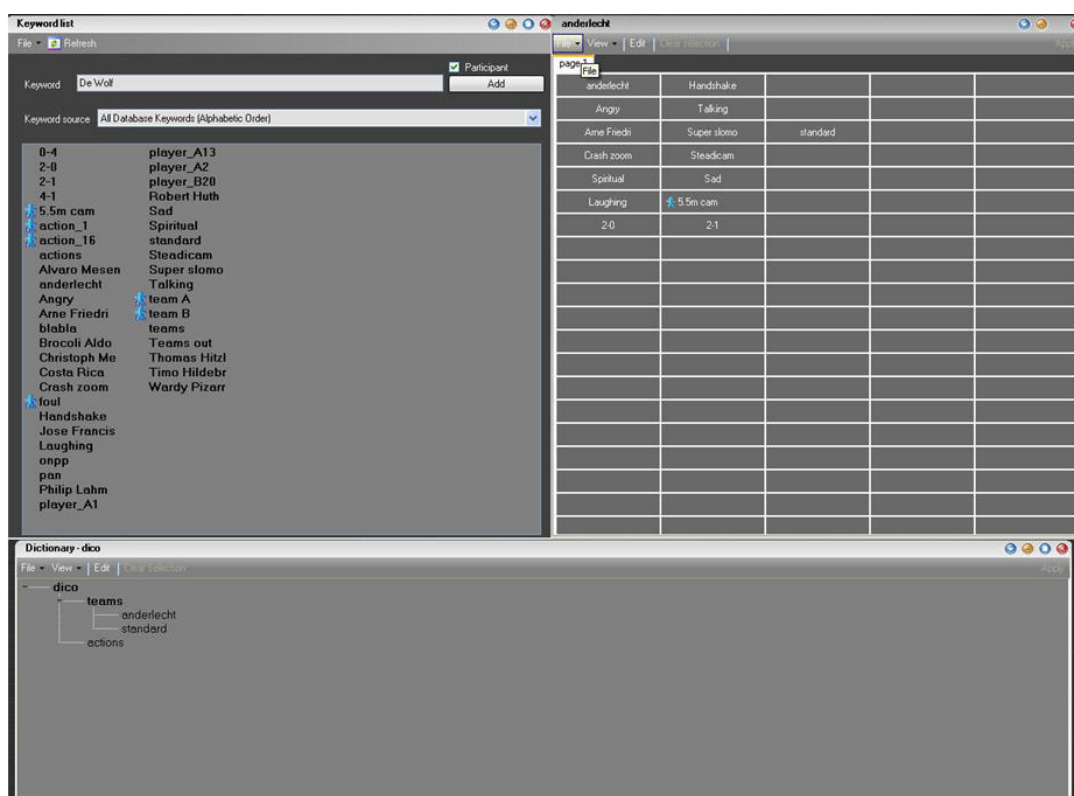 Keyword list
File Refresh
Participant
Keyword De Wolf Add
Keyword source All Database Keywords (Alphabetic Order)
0-4 player_A13
2-0 player_A2
2-1 player_B20
4-1 Robert Huth
5.5m cam Sad
action_1 Spiritual
action_16 standard
actions Steadicam
Alvaro Mesen Super slomo
anderlecht Talking
Angry team A
Arne Friedri team B
blabla teams
Brocoli Aldo Teams out
Christoph Me Thomas Hitzl
Costa Rica Timo Hildebr
Crash zoom Wardy Pizarr
foul
Handshake
Jose Francis
Laughing
onpp
pan
Philip Lahm
player_A1
anderlecht
File View Edit Clear selection
page 1
File
anderlecht Handshake
Angry Talking
Arne Friedri Super slomo standard
Crash zoom Steadicam
Spiritual Sad
Laughing 5.5m cam
2-0 2-1
Dictionary - dico
File View Edit Clear Selection Apply
dico
teams
anderlecht
standard
actions